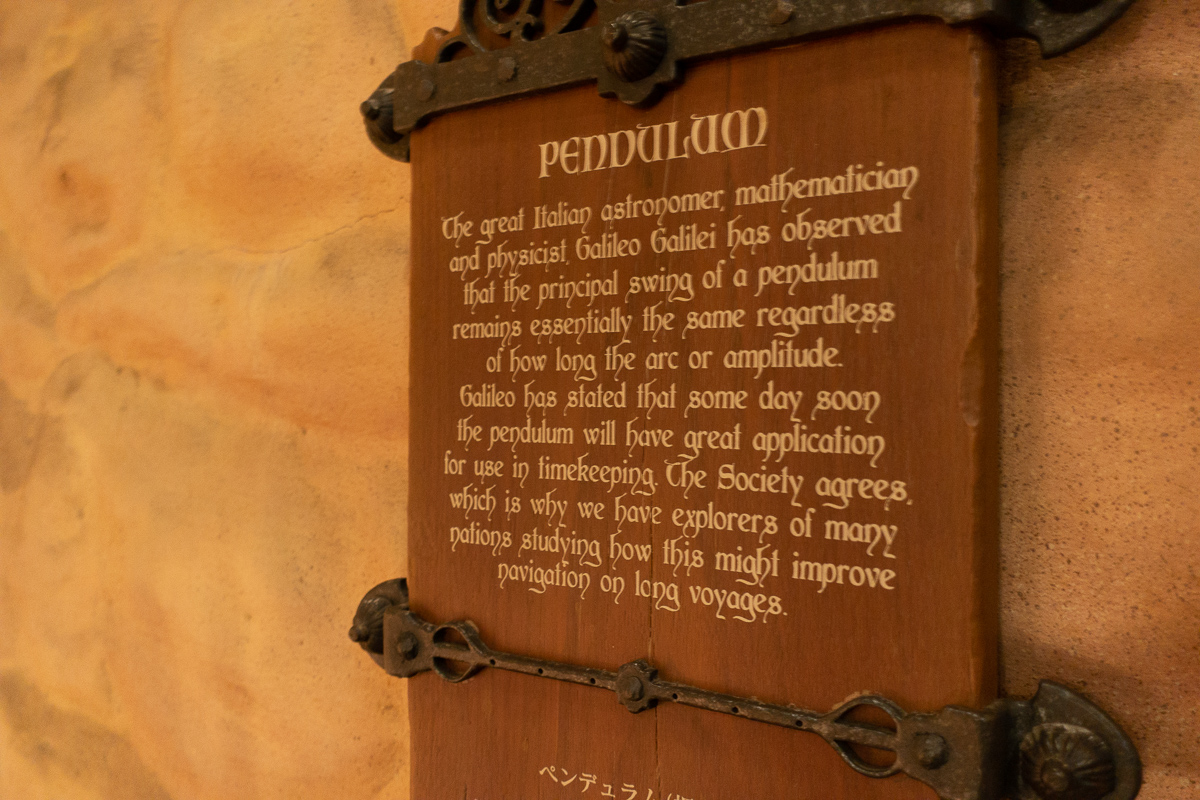 PENDULUM
The great Italian astronomer, mathematician
and physicist, Galileo Galilei has observed
that the principal swing of a pendulum
remains essentially the same regardless
of how long the arc or amplitude.
Galileo has stated that some day soon
the pendulum will have great application
for use in timekeeping. The Society agrees,
which is why we have explorers of many
nations studying how this might improve
navigation on long voyages.
ペンデュラム